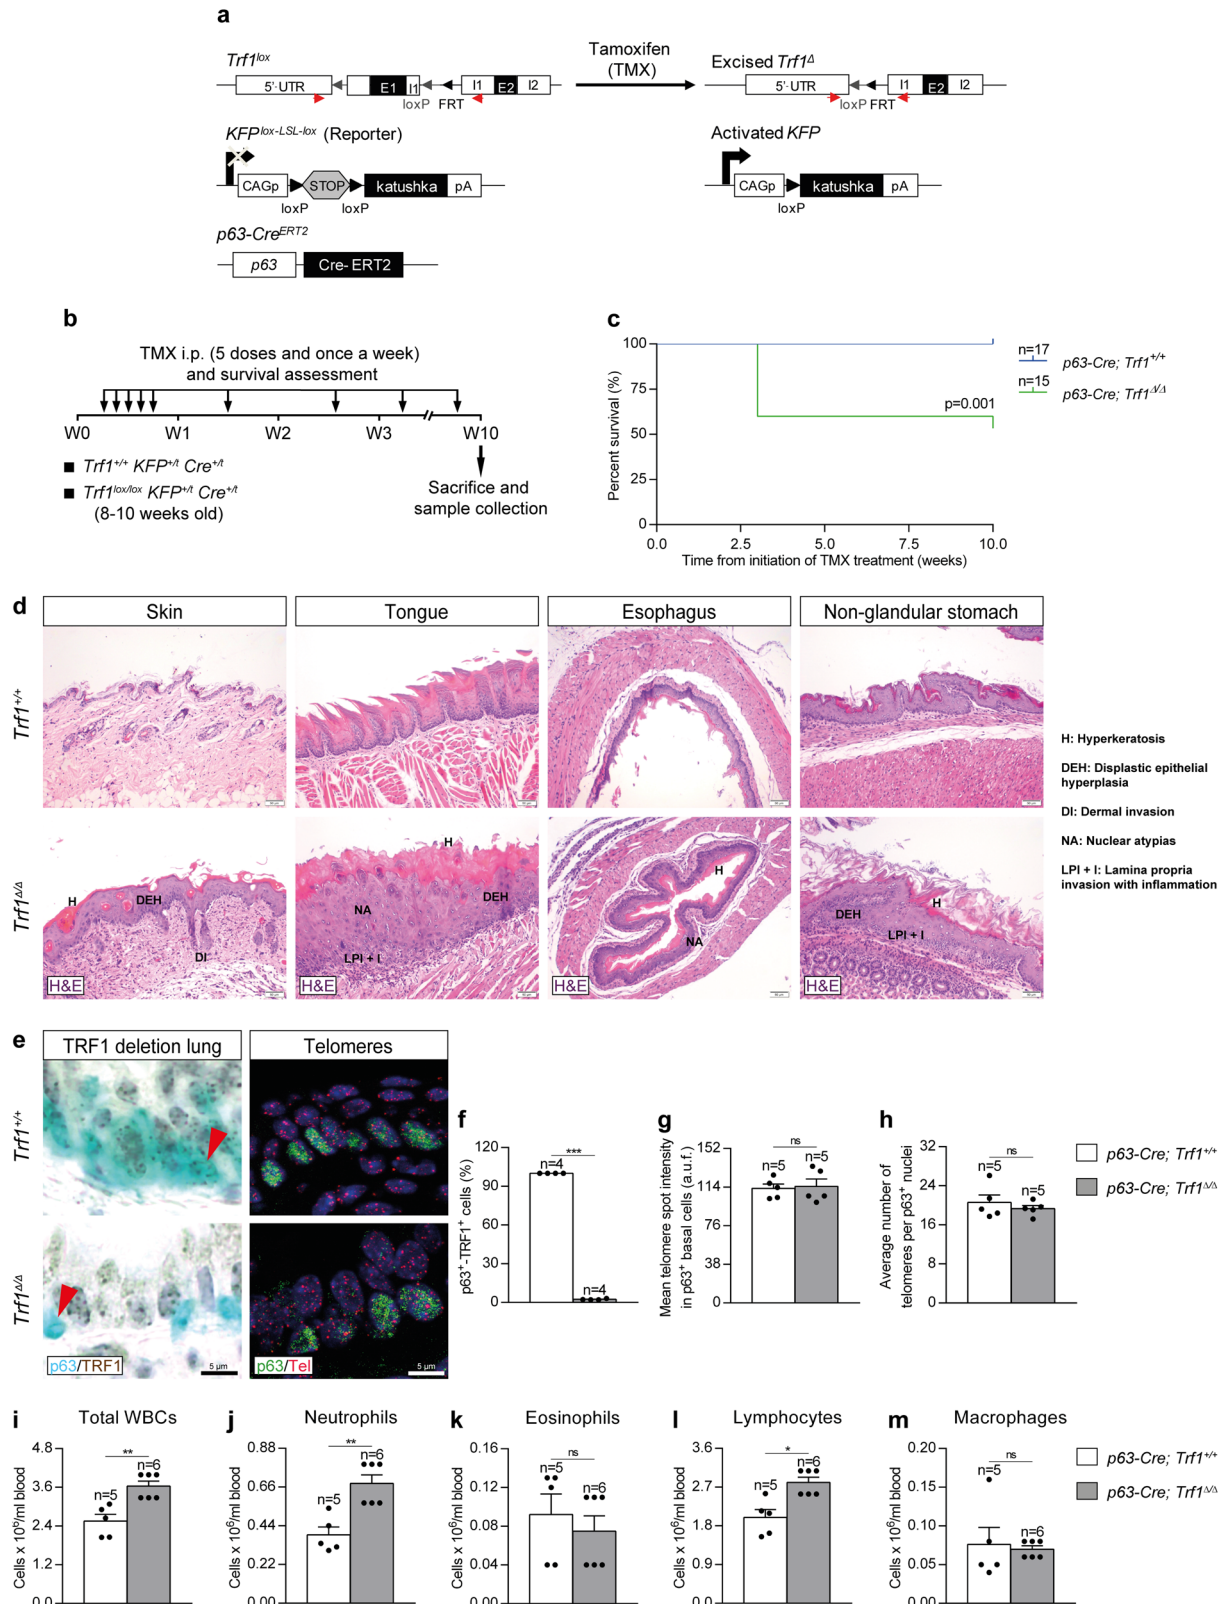 a
Trf1lox
Tamoxifen
(TMX)
Excised Trf1Δ
5'-UTR
E1
I1
I1
E2
I2
loxP
FRT
5'-UTR
I1
E2
I2
loxP
FRT
KFPlox-LSL-lox (Reporter)
Activated KFP
CAGp
STOP
katushka
pA
loxP
loxP
CAGp
katushka
pA
loxP
p63-CreERT2
p63
Cre-ERT2
b
TMX i.p. (5 doses and once a week)
and survival assessment
W0
W1
W2
W3
W10
Trf1+/+ KFP+/t Cre+/t
Trf1lox/lox KFP+/t Cre+/t
(8-10 weeks old)
Sacrifice and
sample collection
c
Percent survival (%)
100
75
50
25
0
0.0
2.5
5.0
7.5
10.0
Time from initiation of TMX treatment (weeks)
p=0.001
n=17
p63-Cre; Trf1+/+
n=15
p63-Cre; Trf1Δ/Δ
d
Skin
Tongue
Esophagus
Non-glandular stomach
Trf1+/+
Trf1Δ/Δ
H
DEH
DI
H&E
H
NA
DEH
LPI + I
H&E
H
NA
H
DEH
LPI + I
H&E
H: Hyperkeratosis
DEH: Displastic epithelial
hyperplasia
DI: Dermal invasion
NA: Nuclear atypias
LPI + I: Lamina propria
invasion with inflammation
e
TRF1 deletion lung
Telomeres
Trf1+/+
Trf1Δ/Δ
p63/TRF1
5 µm
p63/Tel
5 µm
f
p63+-TRF1+ cells (%)
120
90
60
30
0
n=4
***
n=4
g
Mean telomere spot intensity
in p63+ basal cells (a.u.f.)
152
114
76
38
0
ns
n=5
n=5
h
Average number of
telomeres per p63+ nuclei
32
24
16
8
0
ns
n=5
n=5
p63-Cre; Trf1+/+
p63-Cre; Trf1Δ/Δ
i
Total WBCs
Cells x 106/ml blood
4.8
3.6
2.4
1.2
0.0
**
n=5
n=6
j
Neutrophils
Cells x 106/ml blood
0.88
0.66
0.44
0.22
0.00
**
n=5
n=6
k
Eosinophils
Cells x 106/ml blood
0.16
0.12
0.08
0.04
0.00
ns
n=5
n=6
l
Lymphocytes
Cells x 106/ml blood
3.6
2.7
1.8
0.9
0.0
*
n=5
n=6
m
Macrophages
Cells x 106/ml blood
0.20
0.15
0.10
0.05
0.00
ns
n=5
n=6
p63-Cre; Trf1+/+
p63-Cre; Trf1Δ/Δ